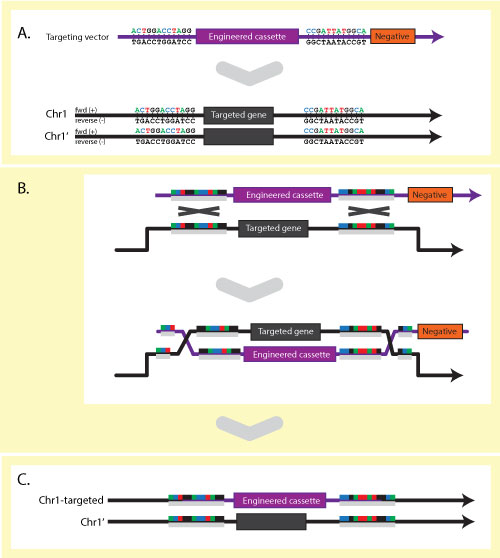 A.
ACTGGACCTAGG CCGATTATGGCA
Targeting vector Engineered cassette Negative
TGACCTGGATCC GGCTAATACCGT
ACTGGACCTAGG CCGATTATGGCA
Chr1 fwd (+) Targeted gene
reverse (-) TGACCTGGATCC GGCTAATACCGT
ACTGGACCTAGG CCGATTATGGCA
Chr1' fwd (+)
reverse (-) TGACCTGGATCC GGCTAATACCGT
B.
Engineered cassette Negative
Targeted gene
Targeted gene Negative
Engineered cassette
C.
Chr1-targeted Engineered cassette
Chr1'